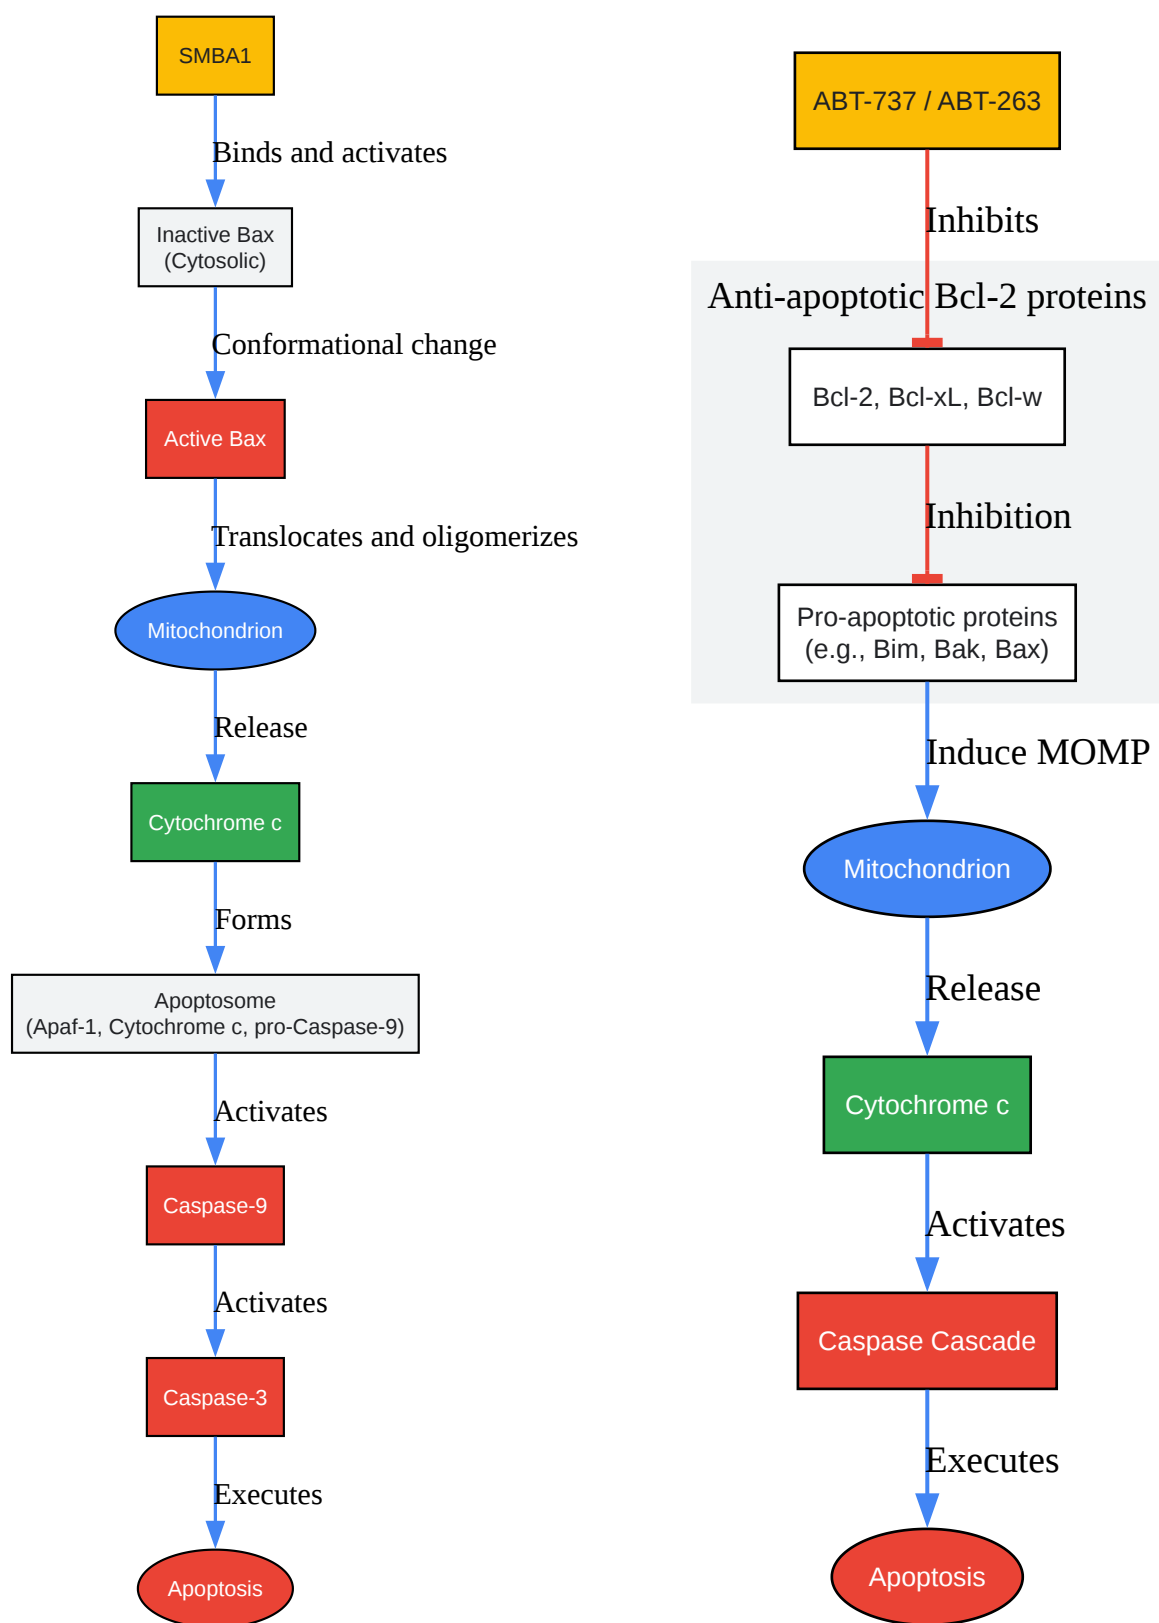 SMBA1
Binds and activates
Inactive Bax
(Cytosolic)
Conformational change
Active Bax
Translocates and oligomerizes
Mitochondrion
Release
Cytochrome c
Forms
Apoptosome
(Apaf-1, Cytochrome c, pro-Caspase-9)
Activates
Caspase-9
Activates
Caspase-3
Executes
Apoptosis
ABT-737 / ABT-263
Inhibits
Anti-apoptotic Bcl-2 proteins
Bcl-2, Bcl-xL, Bcl-w
Inhibition
Pro-apoptotic proteins
(e.g., Bim, Bak, Bax)
Induce MOMP
Mitochondrion
Release
Cytochrome c
Activates
Caspase Cascade
Executes
Apoptosis